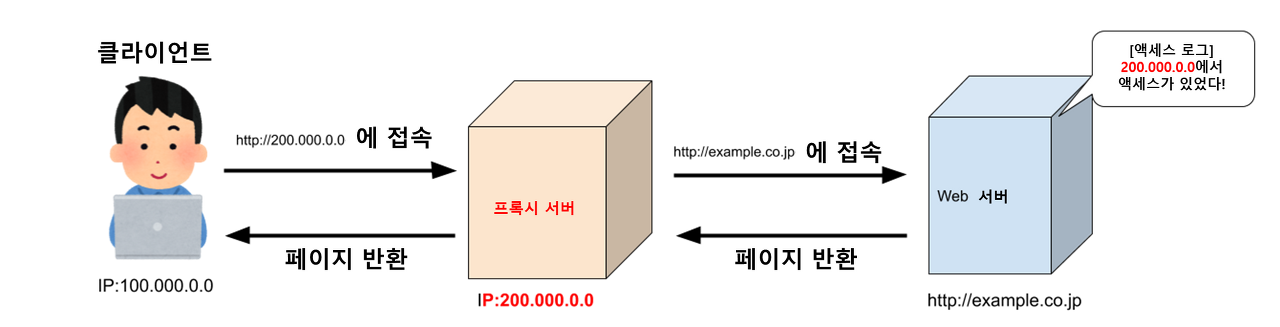 클라이언트
http://200.000.0.0 에 접속
페이지 반환
IP:100.000.0.0
프록시 서버
IP:200.000.0.0
http://example.co.jp 에 접속
페이지 반환
[액세스 로그]
200.000.0.0에서
액세스가 있었다!
Web 서버
http://example.co.jp